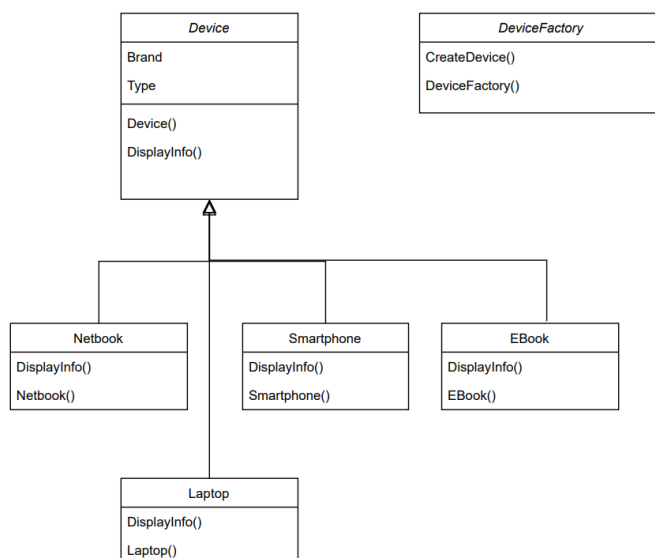 Device
Brand
Type
Device()
DisplayInfo()
DeviceFactory
CreateDevice()
DeviceFactory()
Netbook
DisplayInfo()
Netbook()
Smartphone
DisplayInfo()
Smartphone()
EBook
DisplayInfo()
EBook()
Laptop
DisplayInfo()
Laptop()